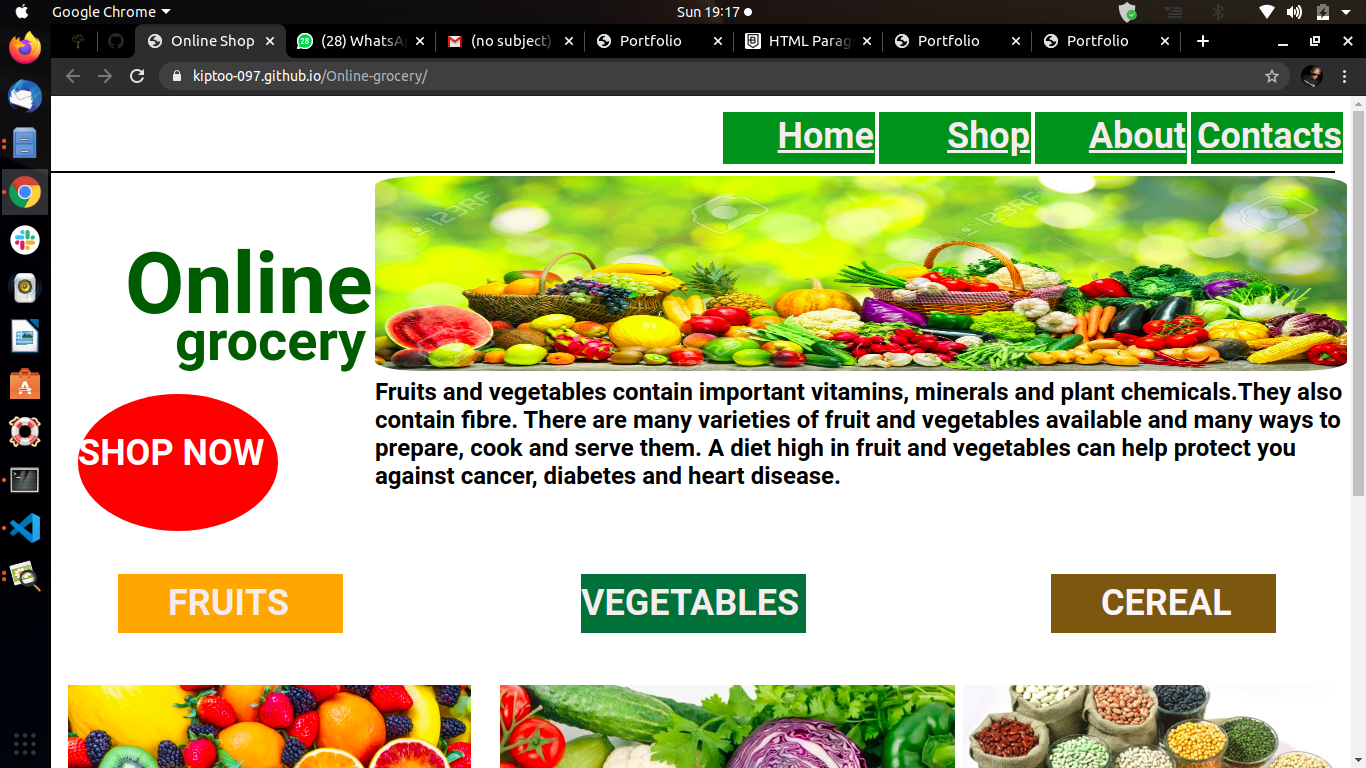 Google Chrome
Sun 19:17
Online Shop
(28) WhatsA
(no subject)
Portfolio
HTML Parag
Portfolio
Portfolio
kiptoo-097.github.io/Online-grocery/
Home
Shop
About
Contacts
123RF
123RF
Online
grocery
SHOP NOW
Fruits and vegetables contain important vitamins, minerals and plant chemicals.They also
contain fibre. There are many varieties of fruit and vegetables available and many ways to
prepare, cook and serve them. A diet high in fruit and vegetables can help protect you
against cancer, diabetes and heart disease.
FRUITS
VEGETABLES
CEREAL